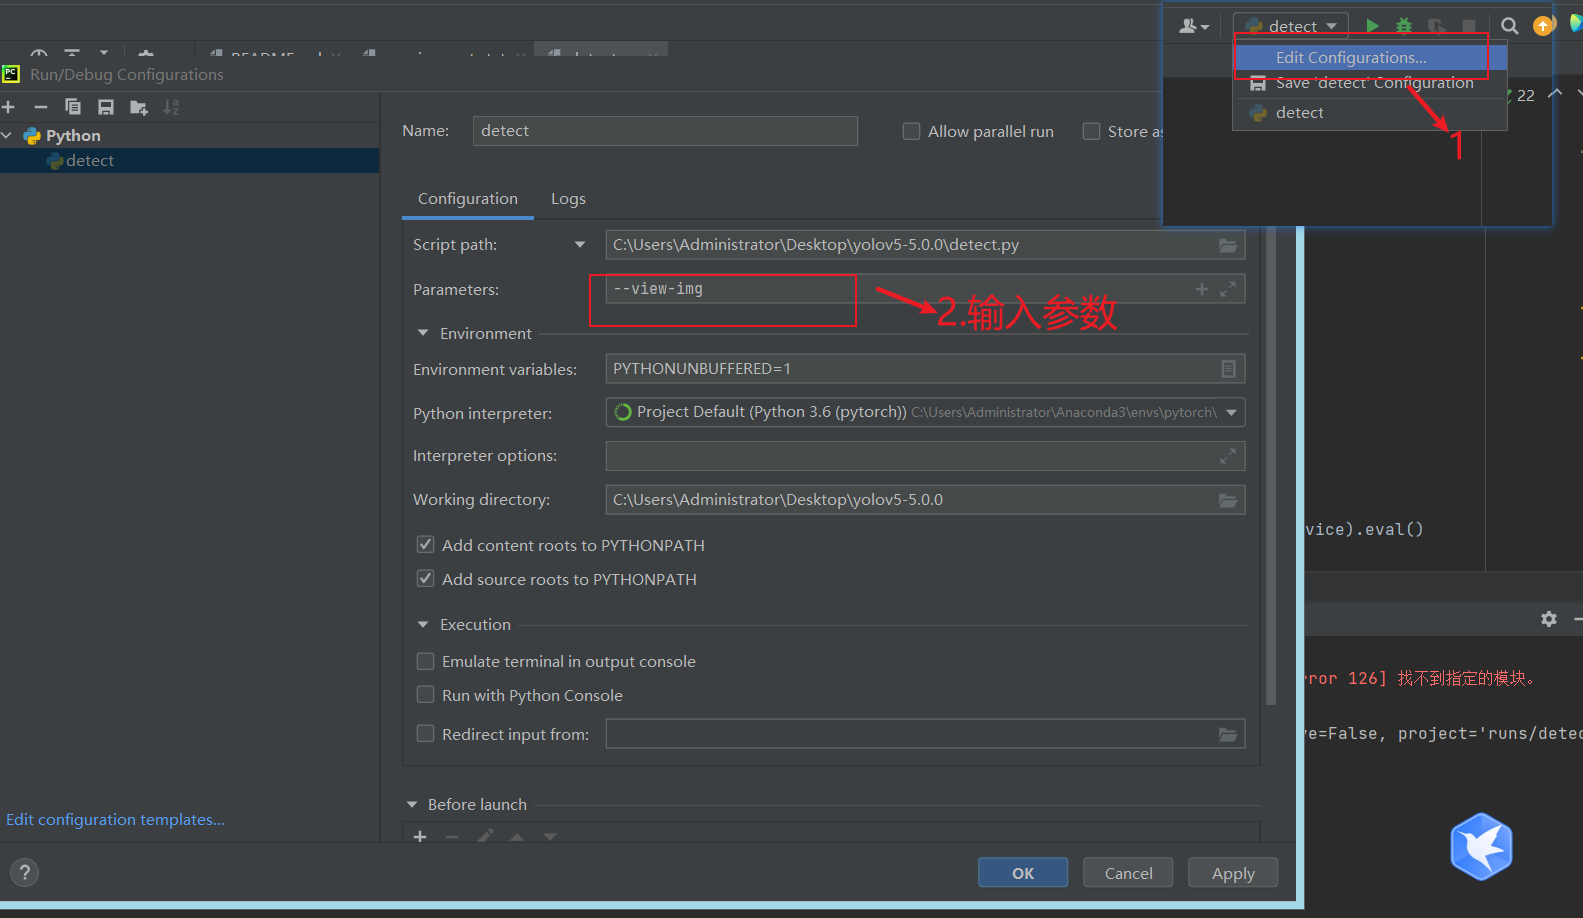 detect
Edit Configurations...
Save 'detect' Configuration
detect
22
1
Run/Debug Configurations
Python
detect
Name:
detect
Allow parallel run
Store as
Configuration
Logs
Script path:
C:\Users\Administrator\Desktop\yolov5-5.0.0\detect.py
Parameters:
--view-img
2.输入参数
Environment
Environment variables:
PYTHONUNBUFFERED=1
Python interpreter:
Project Default (Python 3.6 (pytorch)) C:\Users\Administrator\Anaconda3\envs\pytorch\
Interpreter options:
Working directory:
C:\Users\Administrator\Desktop\yolov5-5.0.0
vice).eval()
Add content roots to PYTHONPATH
Add source roots to PYTHONPATH
Execution
Emulate terminal in output console
rror 126] 找不到指定的模块。
Run with Python Console
Redirect input from:
ve=False, project='runs/detec
Before launch
Edit configuration templates...
?
OK
Cancel
Apply